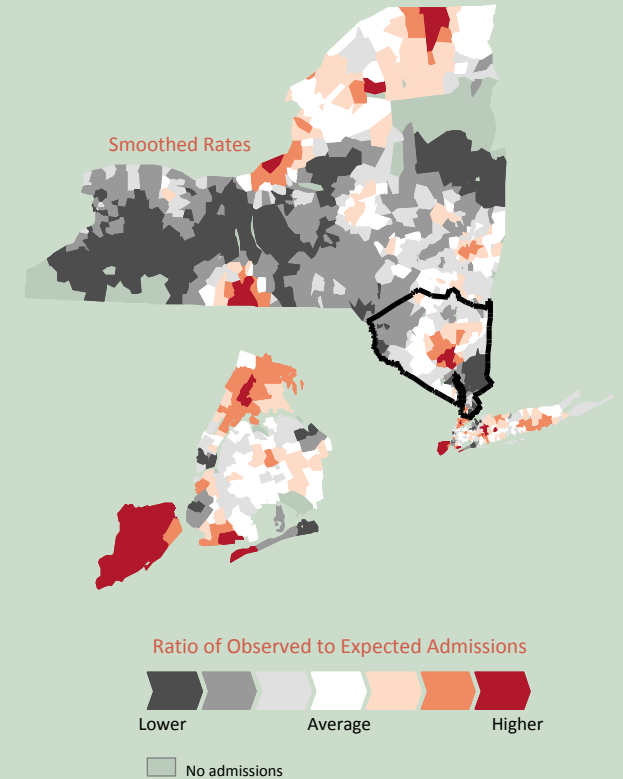 Smoothed Rates
Ratio of Observed to Expected Admissions
Lower Average Higher
No admissions